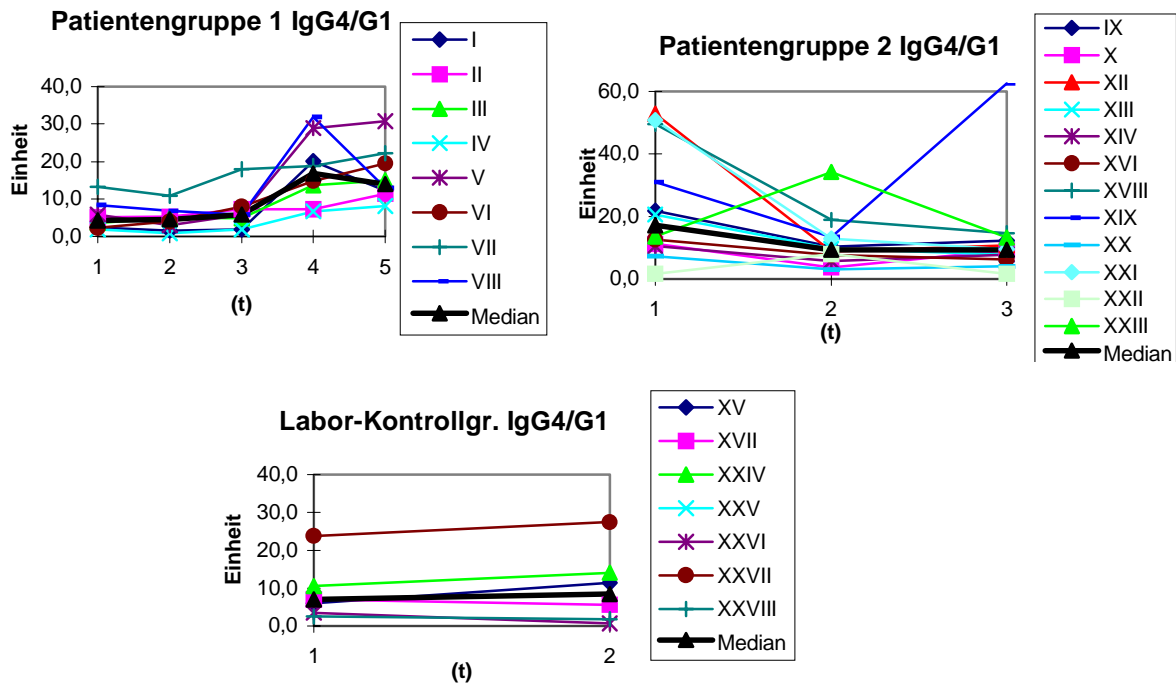 Patientengruppe 1 IgG4/G1
40,0
30,0
20,0
10,0
0,0
Einheit
1 2 3 4 5
(t)
I
II
III
IV
V
VI
VII
VIII
Median
Patientengruppe 2 IgG4/G1
60,0
40,0
20,0
0,0
Einheit
1 2 3
(t)
IX
X
XII
XIII
XIV
XVI
XVIII
XIX
XX
XXI
XXII
XXIII
Median
Labor-Kontrollgr. IgG4/G1
40,0
30,0
20,0
10,0
0,0
Einheit
1 2
(t)
XV
XVII
XXIV
XXV
XXVI
XXVII
XXVIII
Median